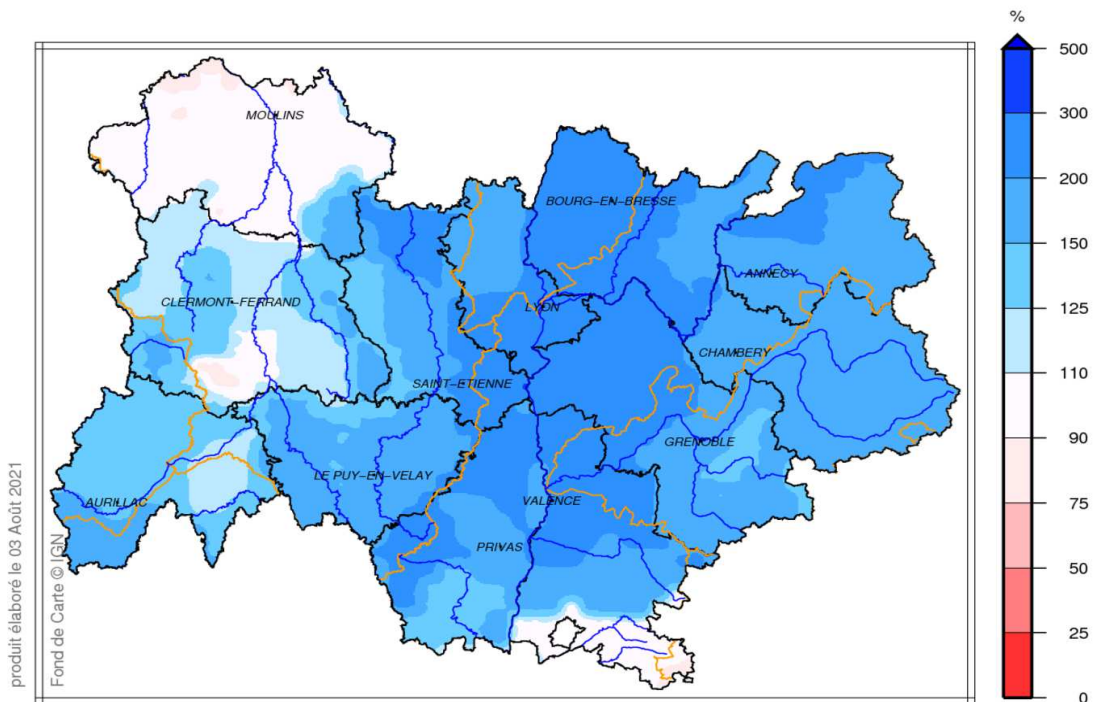 %
500
300
200
150
125
110
90
75
50
25
0
MOULINS
BOURG-EN-BRESSE
ANNECY
CLERMONT-FERRAND
LYON
CHAMBERY
SAINT-ETIENNE
GRENOBLE
LE PUY-EN-VELAY
AURILLAC
VALENCE
PRIVAS
produit élaboré le 03 Août 2021
Fond de Carte © IGN